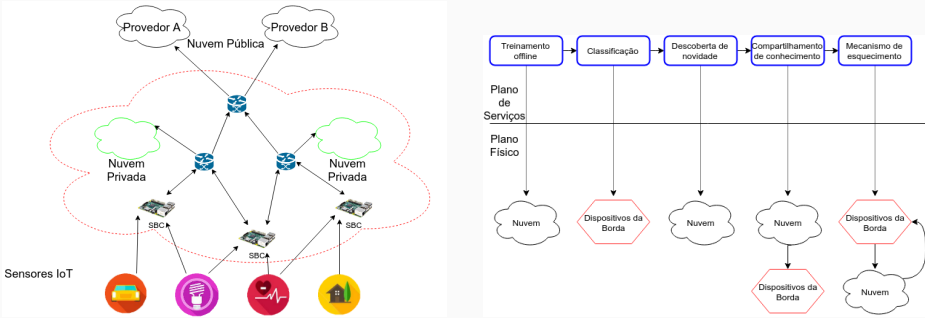 Provedor A
Provedor B
Nuvem Pública
Nuvem
Privada
Nuvem
Privada
SBC
SBC
SBC
Sensores IoT
Treinamento
offline
Classificação
Descoberta de
novidade
Compartilhamento
de conhecimento
Mecanismo de
esquecimento
Plano
de
Serviços
Plano
Físico
Nuvem
Dispositivos da
Borda
Nuvem
Nuvem
Dispositivos da
Borda
Dispositivos da
Borda
Nuvem